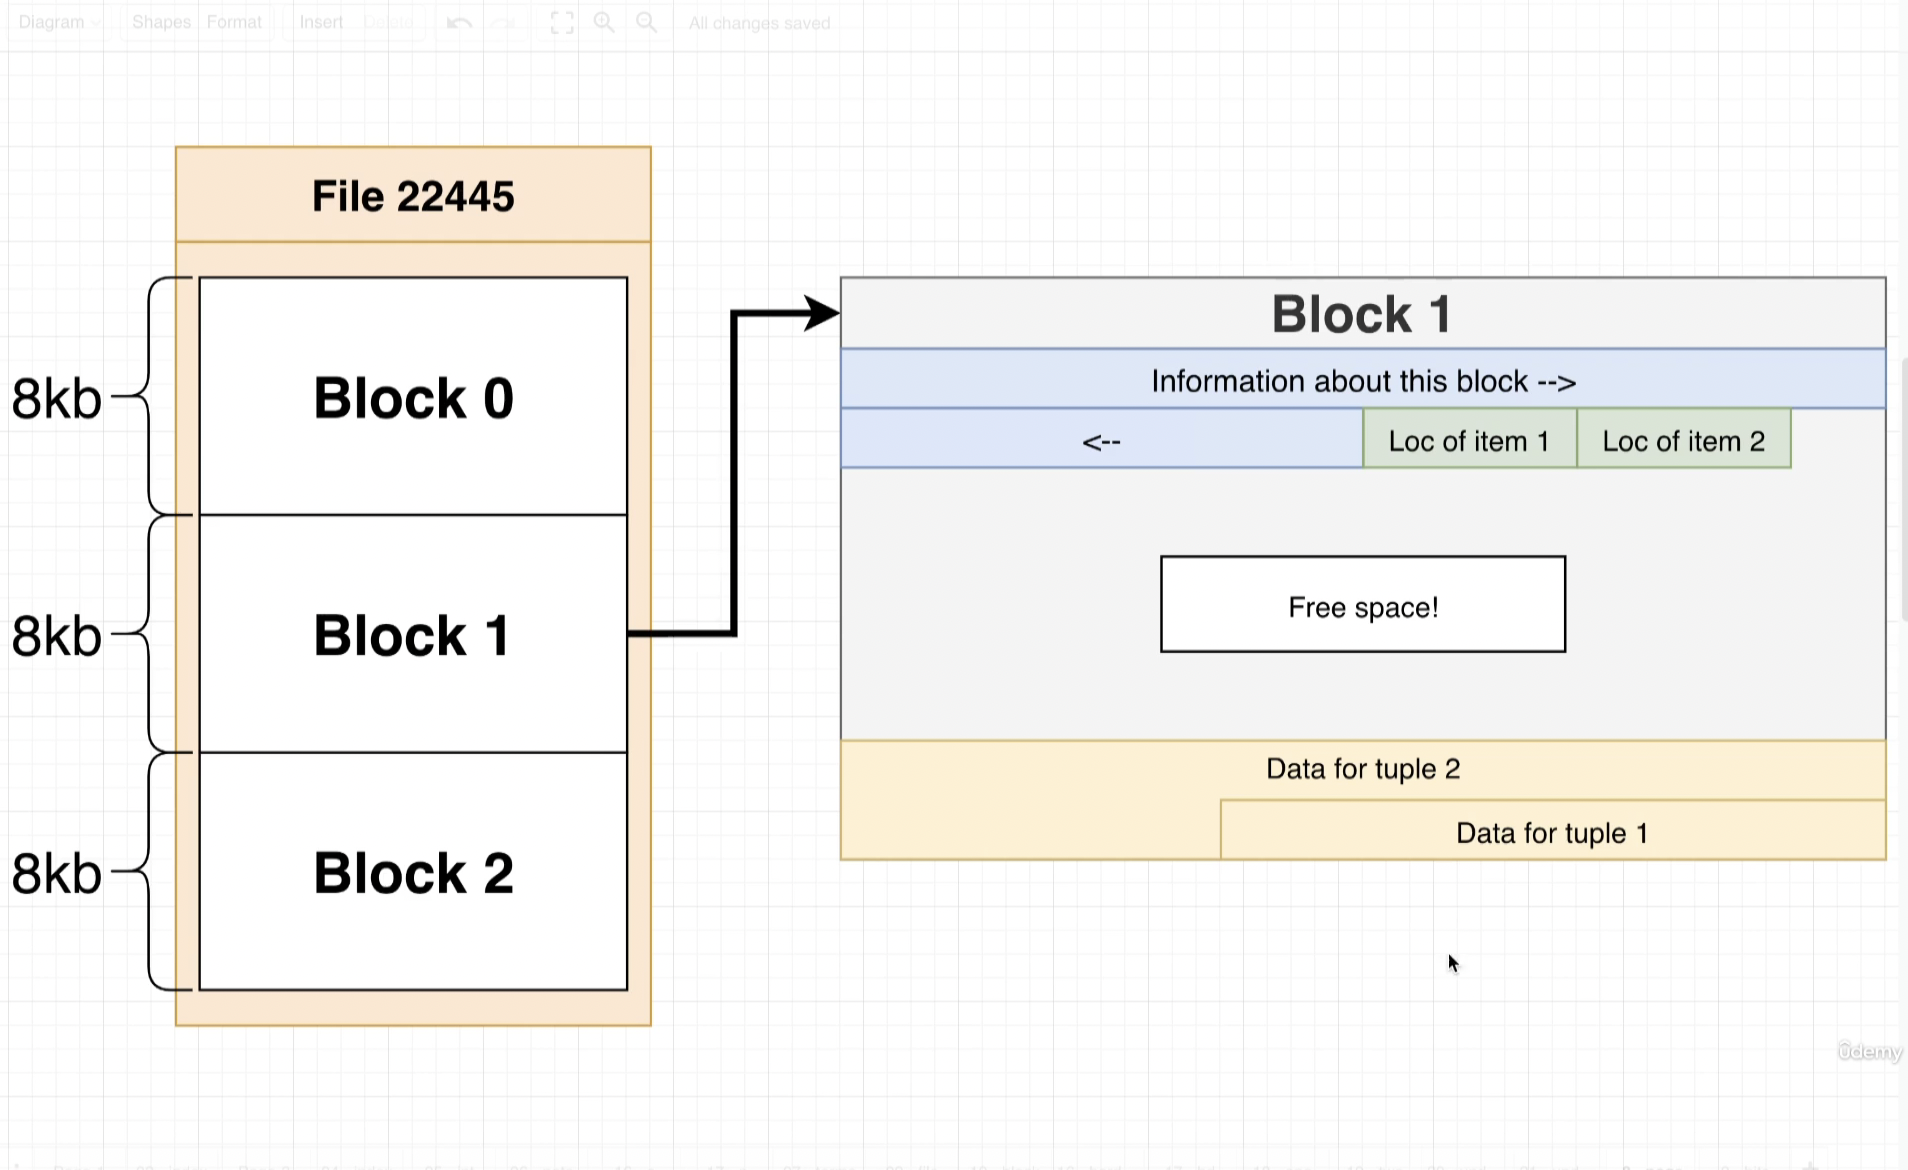 Diagram
Shapes
Format
Insert
Delete
All changes saved
File 22445
8kb
Block 0
8kb
Block 1
8kb
Block 2
Block 1
Information about this block -->
<--
Loc of item 1
Loc of item 2
Free space!
Data for tuple 2
Data for tuple 1
ûdemy